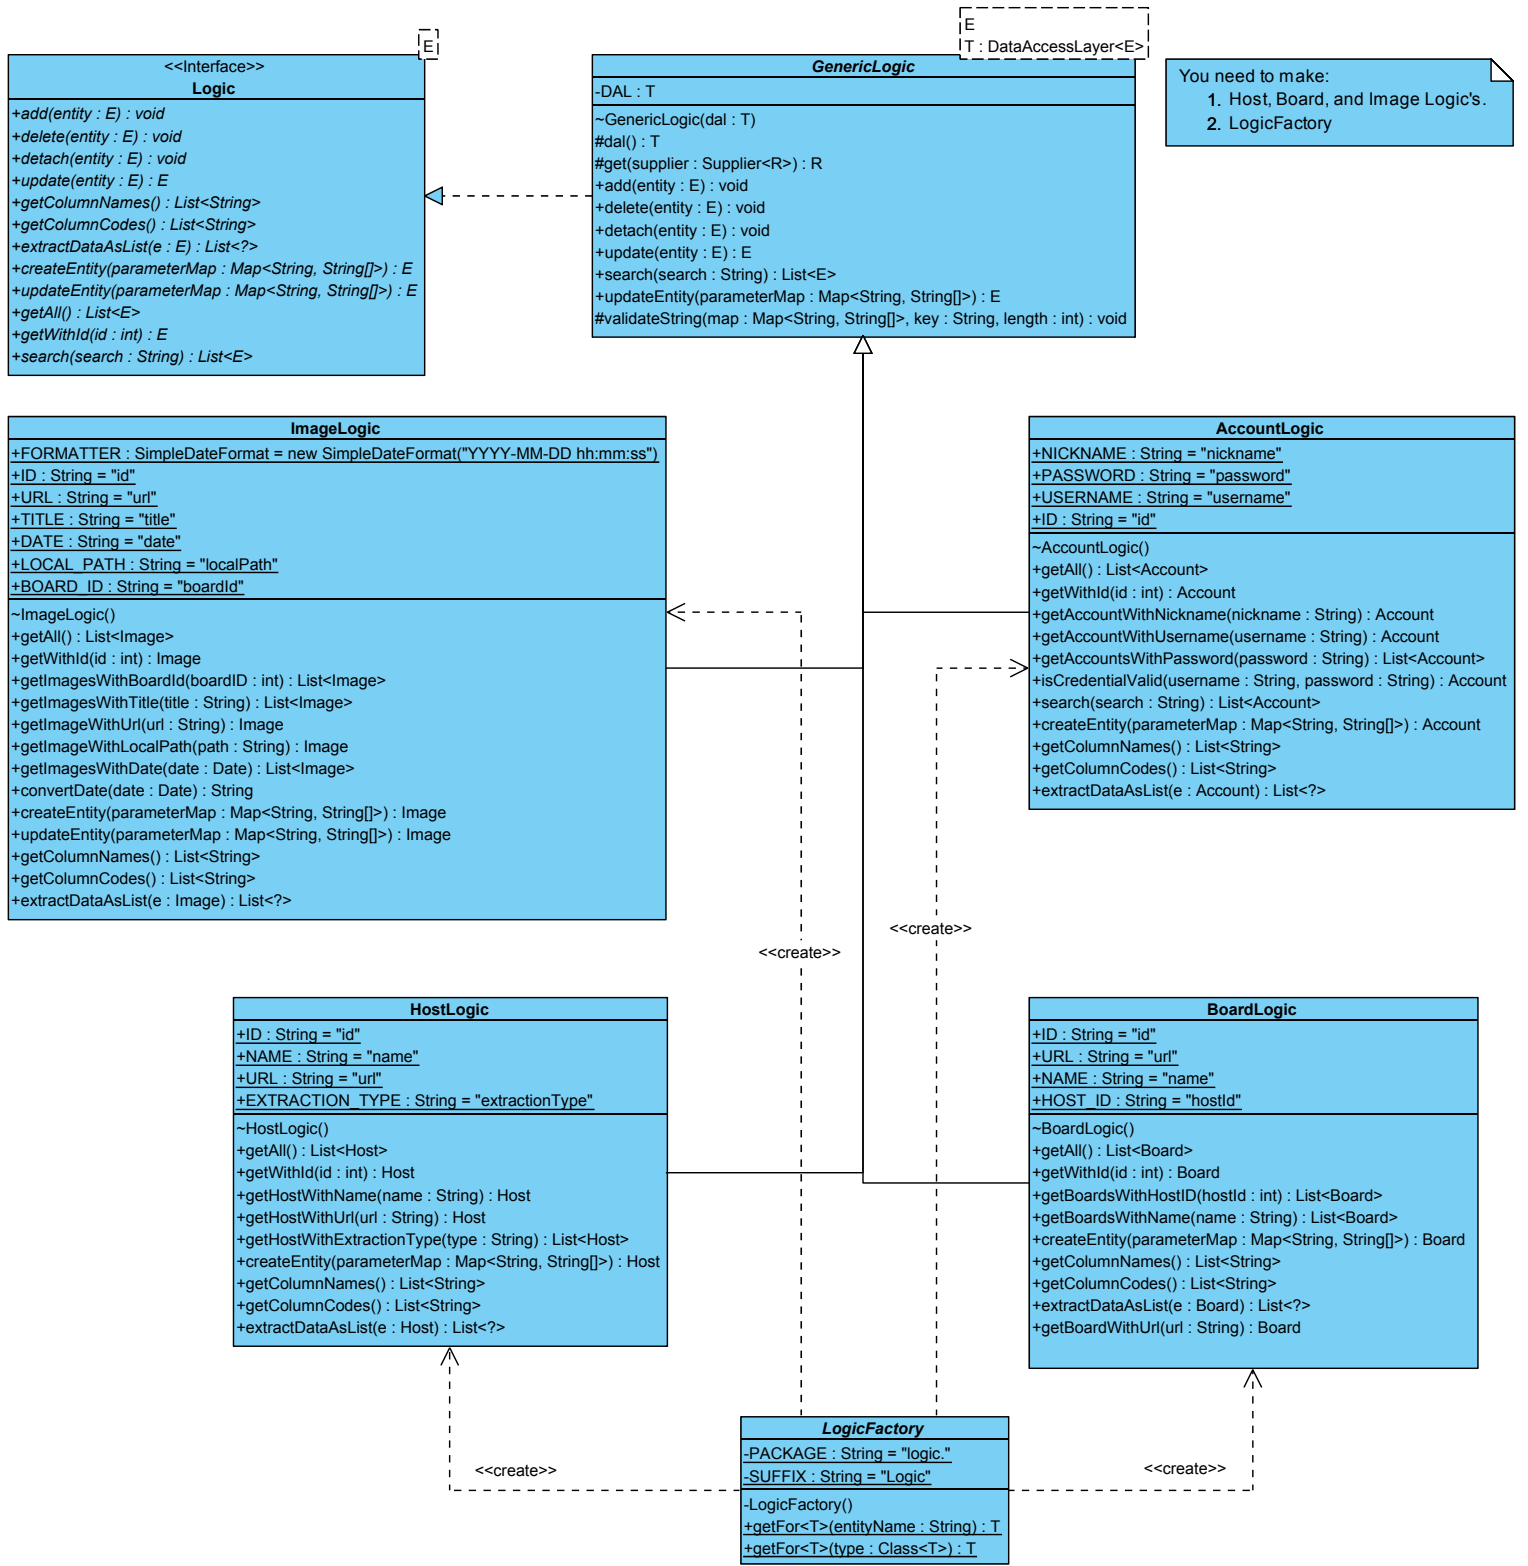 E
<<Interface>>
Logic
+add(entity : E) : void
+delete(entity : E) : void
+detach(entity : E) : void
+update(entity : E) : E
+getColumnNames() : List<String>
+getColumnCodes() : List<String>
+extractDataAsList(e : E) : List<?>
+createEntity(parameterMap : Map<String, String[]>) : E
+updateEntity(parameterMap : Map<String, String[]>) : E
+getAll() : List<E>
+getWithId(id : int) : E
+search(search : String) : List<E>
E
T : DataAccessLayer<E>
GenericLogic
-DAL : T
~GenericLogic(dal : T)
#dal() : T
#get(supplier : Supplier<R>) : R
+add(entity : E) : void
+delete(entity : E) : void
+detach(entity : E) : void
+update(entity : E) : E
+search(search : String) : List<E>
+updateEntity(parameterMap : Map<String, String[]>) : E
#validateString(map : Map<String, String[]>, key : String, length : int) : void
You need to make:
1. Host, Board, and Image Logic's.
2. LogicFactory
ImageLogic
+FORMATTER : SimpleDateFormat = new SimpleDateFormat("YYYY-MM-DD hh:mm:ss")
+ID : String = "id"
+URL : String = "url"
+TITLE : String = "title"
+DATE : String = "date"
+LOCAL_PATH : String = "localPath"
+BOARD_ID : String = "boardId"
~ImageLogic()
+getAll() : List<Image>
+getWithId(id : int) : Image
+getImagesWithBoardId(boardID : int) : List<Image>
+getImagesWithTitle(title : String) : List<Image>
+getImageWithUrl(url : String) : Image
+getImageWithLocalPath(path : String) : Image
+getImagesWithDate(date : Date) : List<Image>
+convertDate(date : Date) : String
+createEntity(parameterMap : Map<String, String[]>) : Image
+updateEntity(parameterMap : Map<String, String[]>) : Image
+getColumnNames() : List<String>
+getColumnCodes() : List<String>
+extractDataAsList(e : Image) : List<?>
AccountLogic
+NICKNAME : String = "nickname"
+PASSWORD : String = "password"
+USERNAME : String = "username"
+ID : String = "id"
~AccountLogic()
+getAll() : List<Account>
+getWithId(id : int) : Account
+getAccountWithNickname(nickname : String) : Account
+getAccountWithUsername(username : String) : Account
+getAccountsWithPassword(password : String) : List<Account>
+isCredentialValid(username : String, password : String) : Account
+search(search : String) : List<Account>
+createEntity(parameterMap : Map<String, String[]>) : Account
+getColumnNames() : List<String>
+getColumnCodes() : List<String>
+extractDataAsList(e : Account) : List<?>
<<create>>
<<create>>
HostLogic
+ID : String = "id"
+NAME : String = "name"
+URL : String = "url"
+EXTRACTION_TYPE : String = "extractionType"
~HostLogic()
+getAll() : List<Host>
+getWithId(id : int) : Host
+getHostWithName(name : String) : Host
+getHostWithUrl(url : String) : Host
+getHostWithExtractionType(type : String) : List<Host>
+createEntity(parameterMap : Map<String, String[]>) : Host
+getColumnNames() : List<String>
+getColumnCodes() : List<String>
+extractDataAsList(e : Host) : List<?>
BoardLogic
+ID : String = "id"
+URL : String = "url"
+NAME : String = "name"
+HOST_ID : String = "hostId"
~BoardLogic()
+getAll() : List<Board>
+getWithId(id : int) : Board
+getBoardsWithHostID(hostId : int) : List<Board>
+getBoardsWithName(name : String) : List<Board>
+createEntity(parameterMap : Map<String, String[]>) : Board
+getColumnNames() : List<String>
+getColumnCodes() : List<String>
+extractDataAsList(e : Board) : List<?>
+getBoardWithUrl(url : String) : Board
<<create>>
<<create>>
LogicFactory
-PACKAGE : String = "logic."
-SUFFIX : String = "Logic"
-LogicFactory()
+getFor<T>(entityName : String) : T
+getFor<T>(type : Class<T>) : T